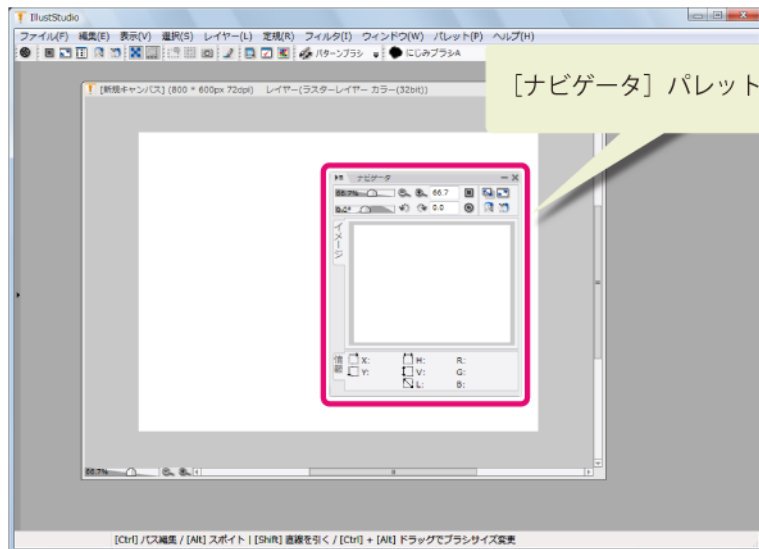 IllustStudio
ファイル(F) 編集(E) 表示(V) 選択(S) レイヤー(L) 定規(R) フィルタ(I) ウィンドウ(W) パレット(P) ヘルプ(H)
パターンブラシ にじみブラシA
[ナビゲータ] パレット
[新規キャンバス] (800 * 600px 72dpi) レイヤー(ラスターレイヤー カラー(32bit))
ナビゲータ
66.7% 66.7
0.0° 0.0
イメージ
情報
X: H: R:
Y: V: G:
L: B:
66.7%
[Ctrl] パス編集 / [Alt] スポイト | [Shift] 直線を引く / [Ctrl] + [Alt] ドラッグでブラシサイズ変更